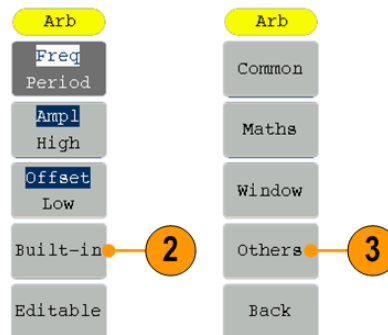 Arb
Freq
Period
Ampl
High
Offset
Low
Built-in
2
Editable
Arb
Common
Maths
Window
Others
3
Back